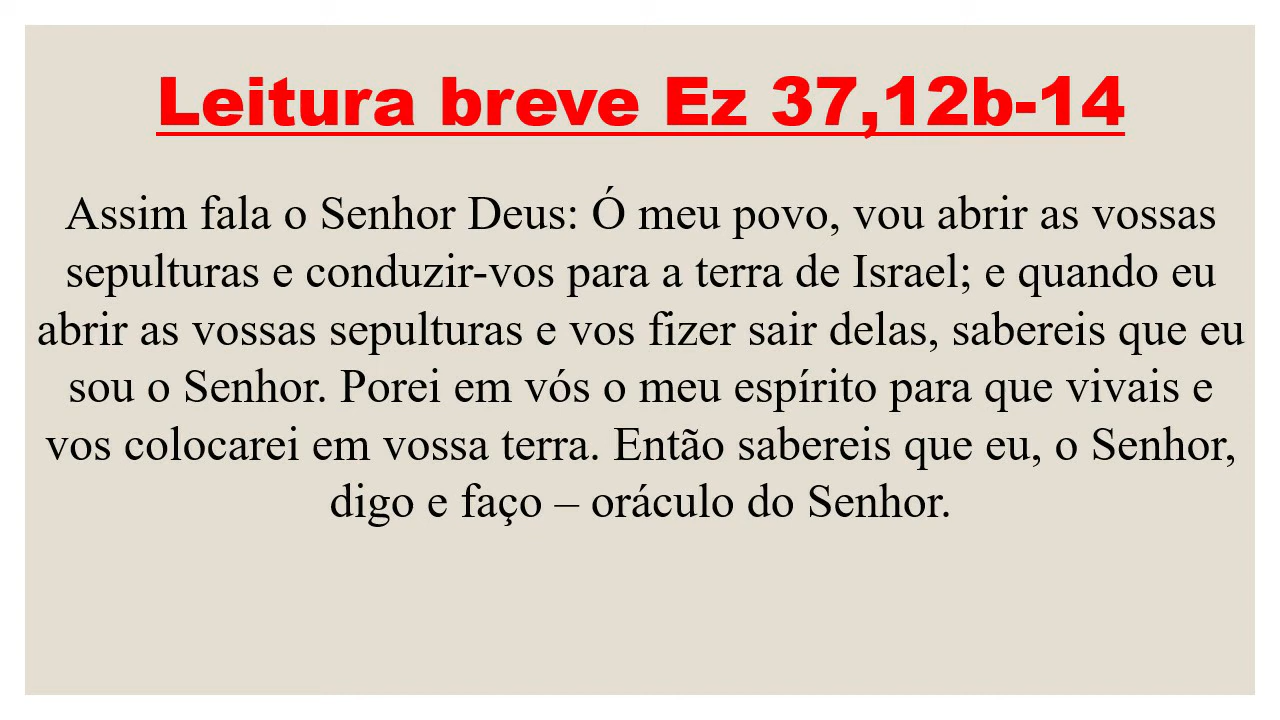 Leitura breve Ez 37,12b-14
Assim fala o Senhor Deus: Ó meu povo, vou abrir as vossas
sepulturas e conduzir-vos para a terra de Israel; e quando eu
abrir as vossas sepulturas e vos fizer sair delas, sabereis que eu
sou o Senhor. Porei em vós o meu espírito para que vivais e
vos colocarei em vossa terra. Então sabereis que eu, o Senhor,
digo e faço – oráculo do Senhor.